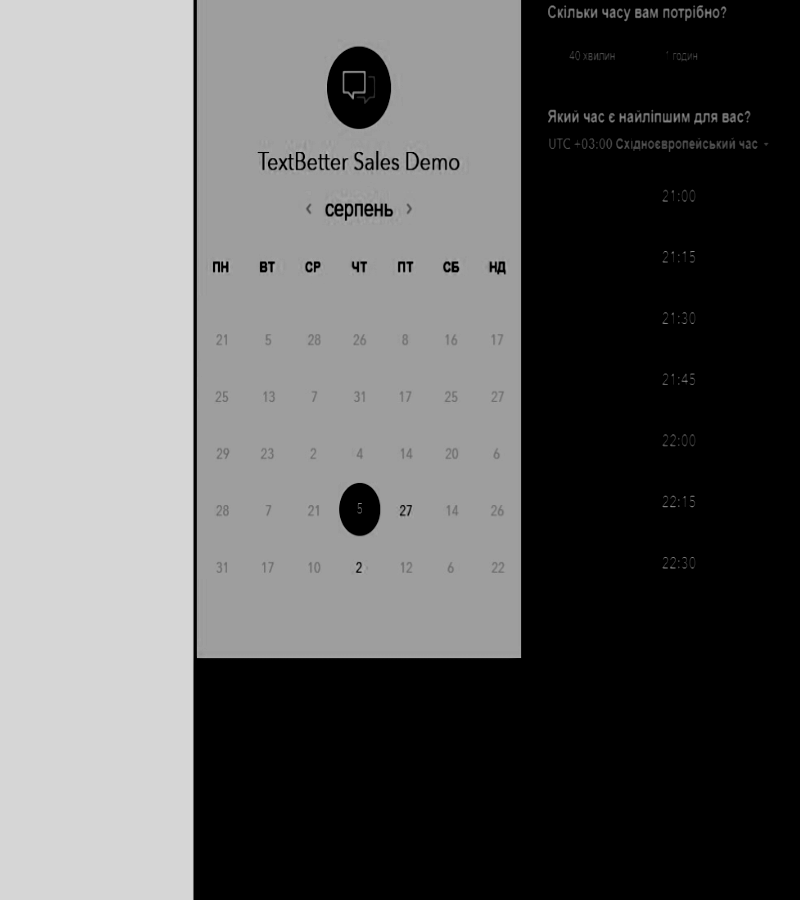 TextBetter Sales Demo
‹ серпень ›
ПН ВТ СР ЧТ ПТ СБ НД
21 5 28 26 8 16 17
25 13 7 31 17 25 27
29 23 2 4 14 20 6
28 7 21 5 27 14 26
31 17 10 2 12 6 22
Скільки часу вам потрібно?
40 хвилин 1 годин
Який час є найліпшим для вас?
UTC +03:00 Східноєвропейський час
21:00
21:15
21:30
21:45
22:00
22:15
22:30